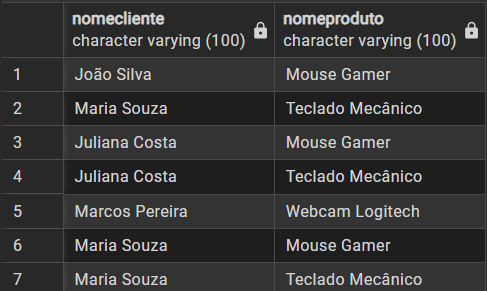 nomecliente nomeproduto
character varying (100) character varying (100)
1 João Silva Mouse Gamer
2 Maria Souza Teclado Mecânico
3 Juliana Costa Mouse Gamer
4 Juliana Costa Teclado Mecânico
5 Marcos Pereira Webcam Logitech
6 Maria Souza Mouse Gamer
7 Maria Souza Teclado Mecânico